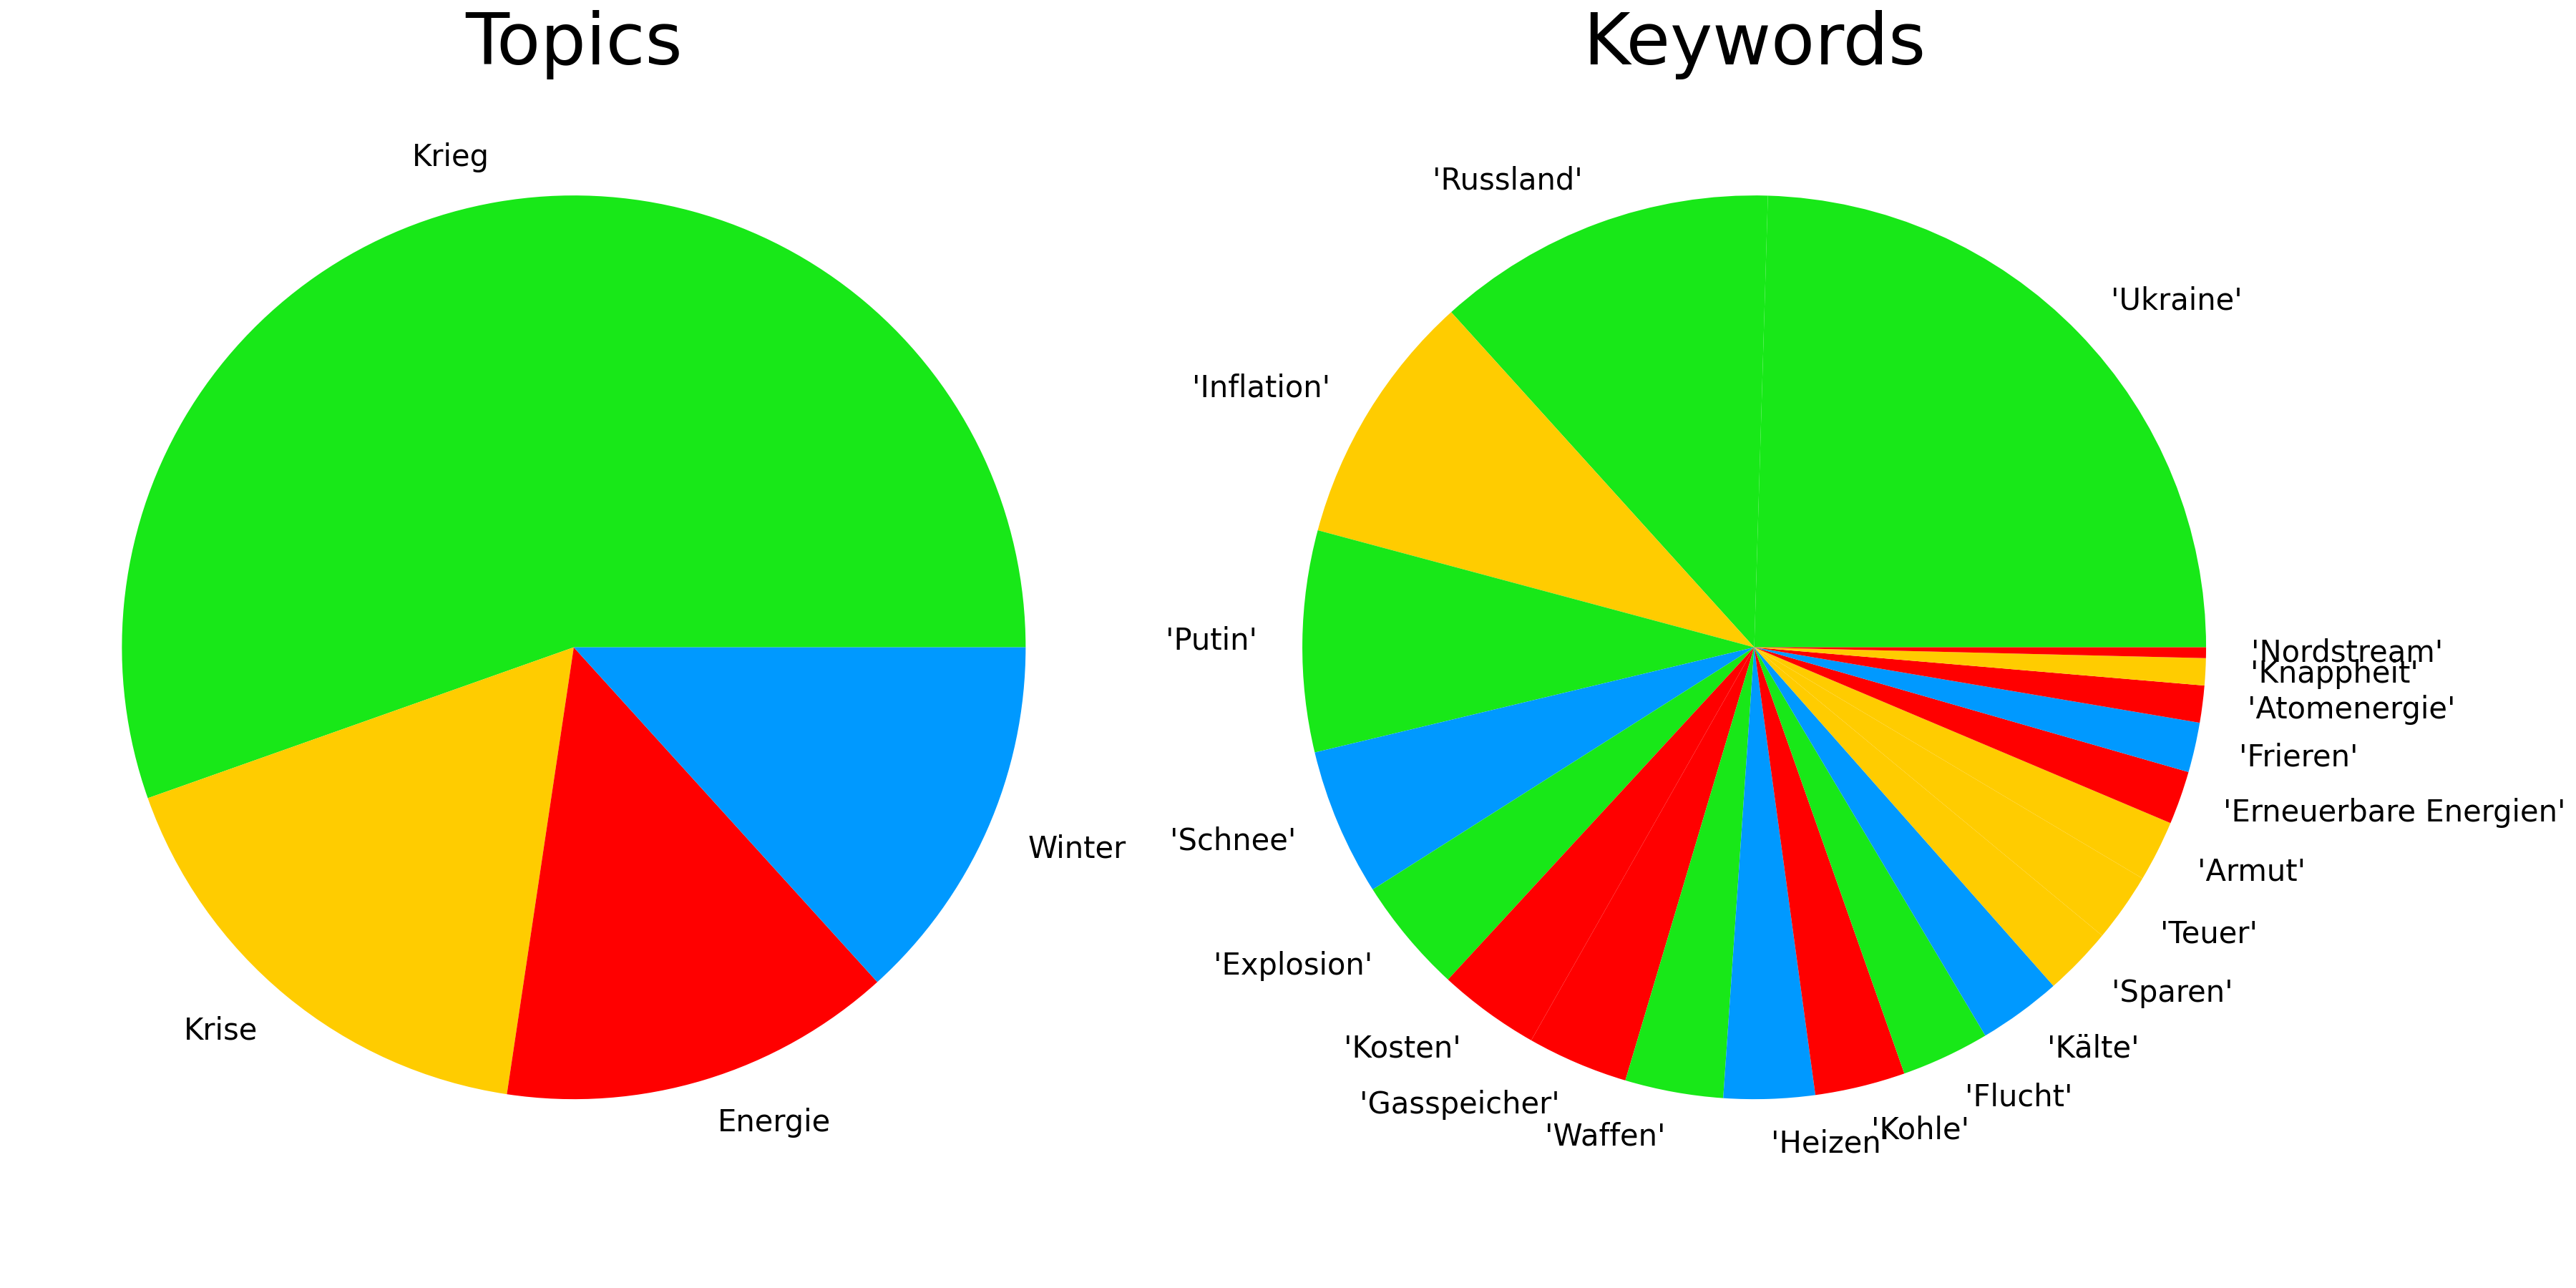 Topics
Krieg
Krise
Energie
Winter
Keywords
'Ukraine'
'Russland'
'Inflation'
'Putin'
'Schnee'
'Explosion'
'Kosten'
'Gasspeicher'
'Waffen'
'Heizen'
'Kohle'
'Flucht'
'Kälte'
'Sparen'
'Teuer'
'Armut'
'Erneuerbare Energien'
'Frieren'
'Atomenergie'
'Knappheit'
'Nordstream'